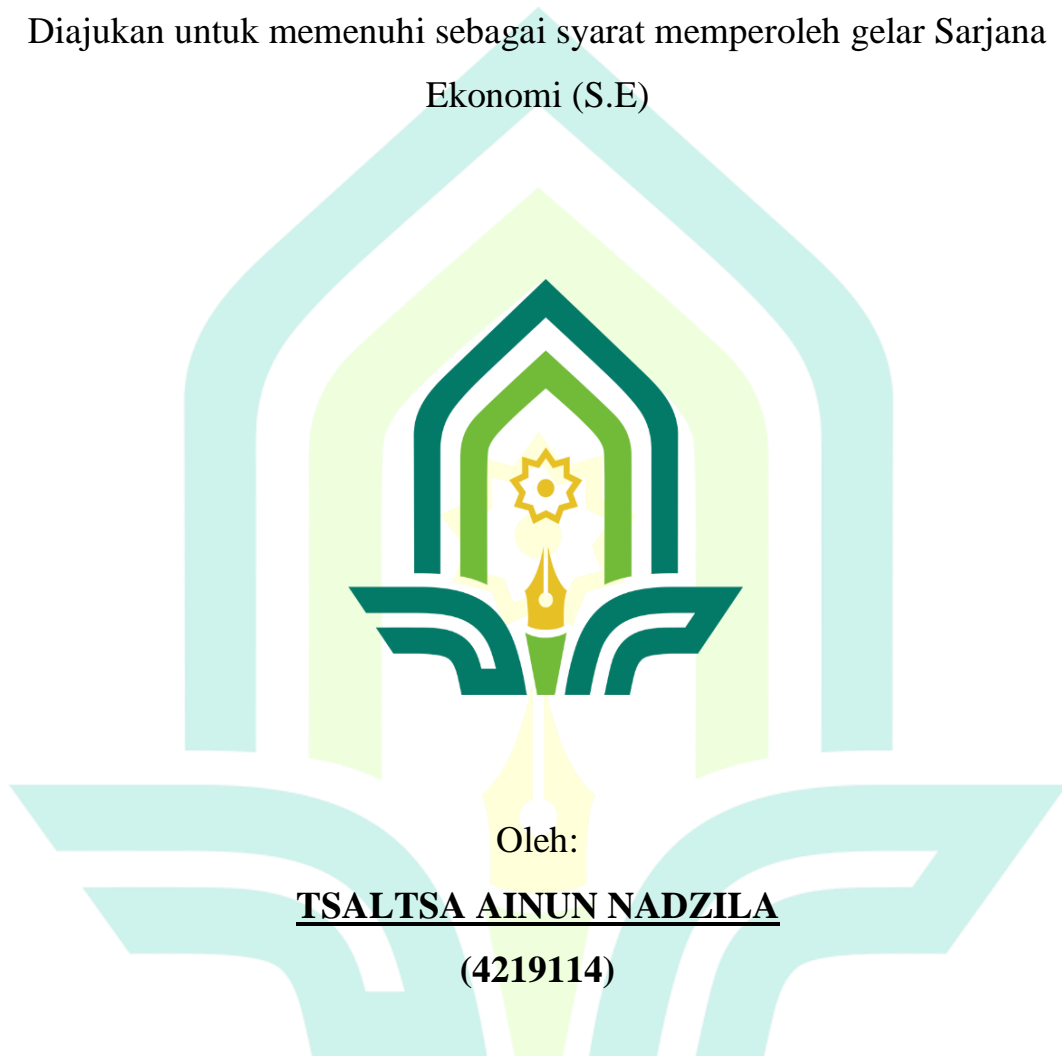 Diajukan untuk memenuhi sebagai syarat memperoleh gelar Sarjana
Ekonomi (S.E)
Oleh:
TSALTSA AINUN NADZILA
(4219114)